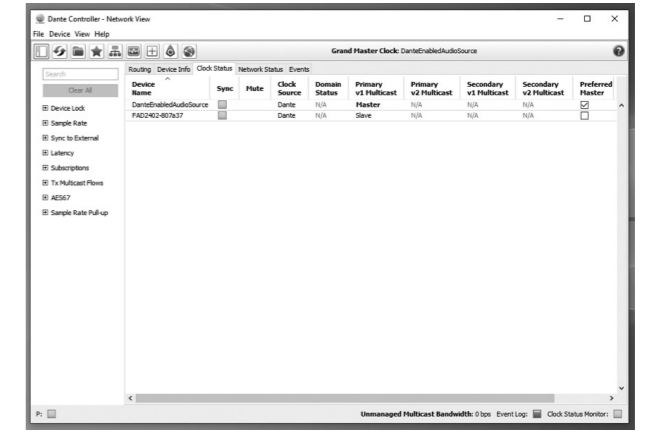 Dante Controller - Network View
File Device View Help
Grand Master Clock: DanteEnabledAudioSource
Search
Clear All
Device Lock
Sample Rate
Sync to External
Latency
Subscriptions
Tx Multicast Flows
AES67
Sample Rate Pull-up
Routing Device Info Clock Status Network Status Events
Device Name Sync Mute Clock Source Domain Status Primary v1 Multicast Primary v2 Multicast Secondary v1 Multicast Secondary v2 Multicast Preferred Master
DanteEnabledAudioSource Dante N/A Master N/A N/A N/A
FAD2402-807a37 Dante N/A Slave N/A N/A N/A
P: Unmanaged Multicast Bandwidth: 0 bps Event Log: Clock Status Monitor: